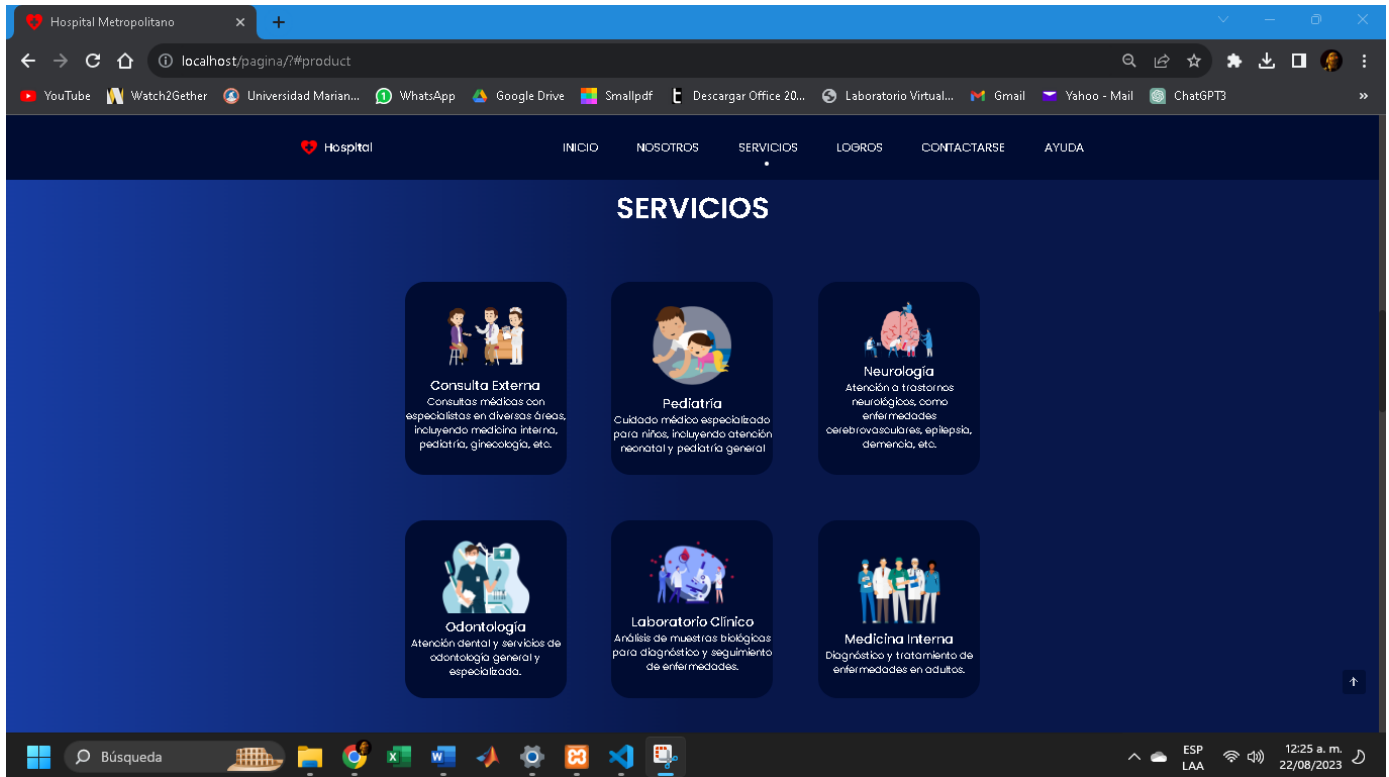 Hospital Metropolitano
localhost/pagina/?#product
YouTube Watch2Gether Universidad Marian... WhatsApp Google Drive Smallpdf Descargar Office 20... Laboratorio Virtual... Gmail Yahoo - Mail ChatGPT3 »
Hospital INICIO NOSOTROS SERVICIOS LOGROS CONTACTARSE AYUDA
SERVICIOS
Consulta Externa
Consultas médicas con
especialistas en diversas áreas,
incluyendo medicina interna,
pediatría, ginecología, etc.
Pediatría
Cuidado médico especializado
para niños, incluyendo atención
neonatal y pediatría general
Neurología
Atención a trastornos
neurológicos, como
enfermedades
cerebrovasculares, epilepsia,
demencia, etc.
Odontología
Atención dental y servicios de
odontología general y
especializada.
Laboratorio Clínico
Análisis de muestras biológicas
para diagnóstico y seguimiento
de enfermedades.
Medicina Interna
Diagnóstico y tratamiento de
enfermedades en adultos.
Búsqueda
ESP
LAA
12:25 a. m.
22/08/2023